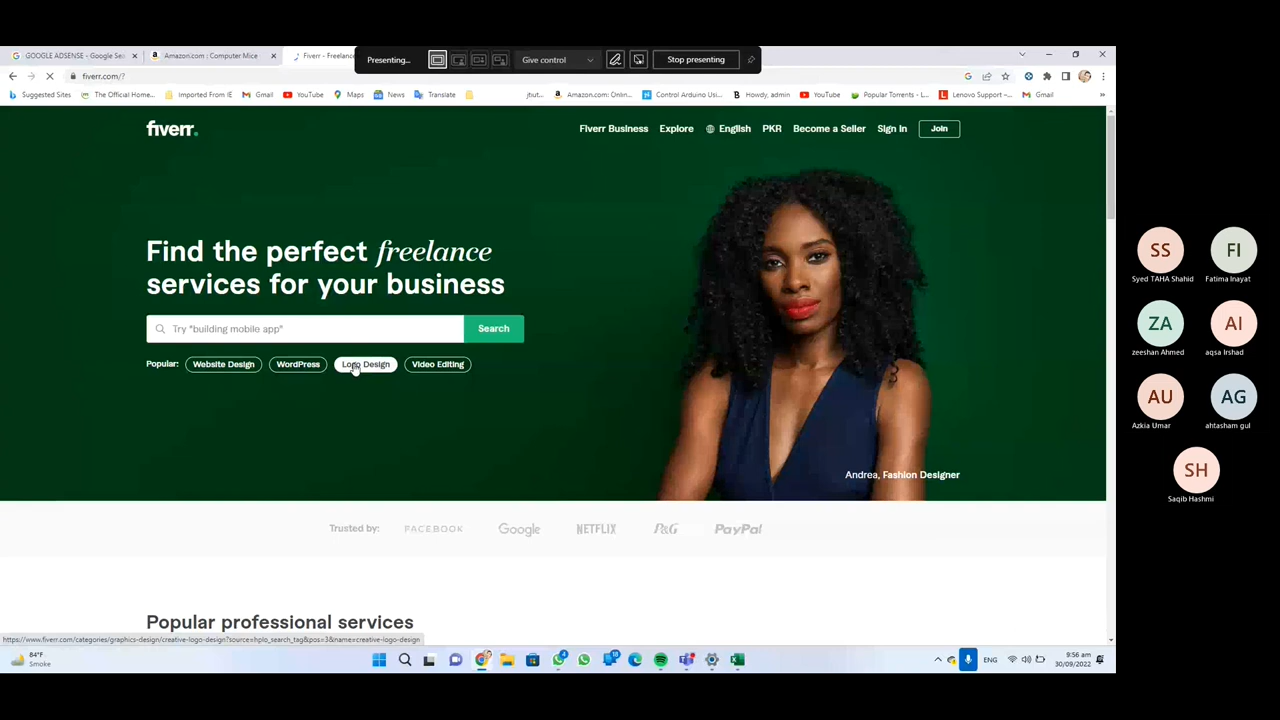 GOOGLE ADSENSE - Google Se
Amazon.com : Computer Mice
Fiverr - Freelance
Presenting...
Give control
Stop presenting
fiverr.com/?
Suggested Sites
The Official Home...
Imported From IE
Gmail
YouTube
Maps
News
Translate
jtut...
Amazon.com: Onlin...
Control Arduino Usi...
Howdy, admin
YouTube
Popular Torrents - L...
Lenovo Support –...
Gmail
fiverr.
Fiverr Business
Explore
English
PKR
Become a Seller
Sign in
Join
Find the perfect freelance
services for your business
Try "building mobile app"
Search
Popular:
Website Design
WordPress
Logo Design
Video Editing
Andrea, Fashion Designer
Trusted by:
FACEBOOK
Google
NETFLIX
P&G
PayPal
Popular professional services
https://www.fiverr.com/categories/graphics-design/creative-logo-design?source=hplo_search_tag&pos=3&name=creative-logo-design
84°F
Smoke
4
ENG
9:56 am
30/09/2022
SS
Syed TAHA Shahid
FI
Fatima Inayat
ZA
zeeshan Ahmed
AI
aqsa Irshad
AU
Azkia Umar
AG
ahtasham gul
SH
Saqib Hashmi